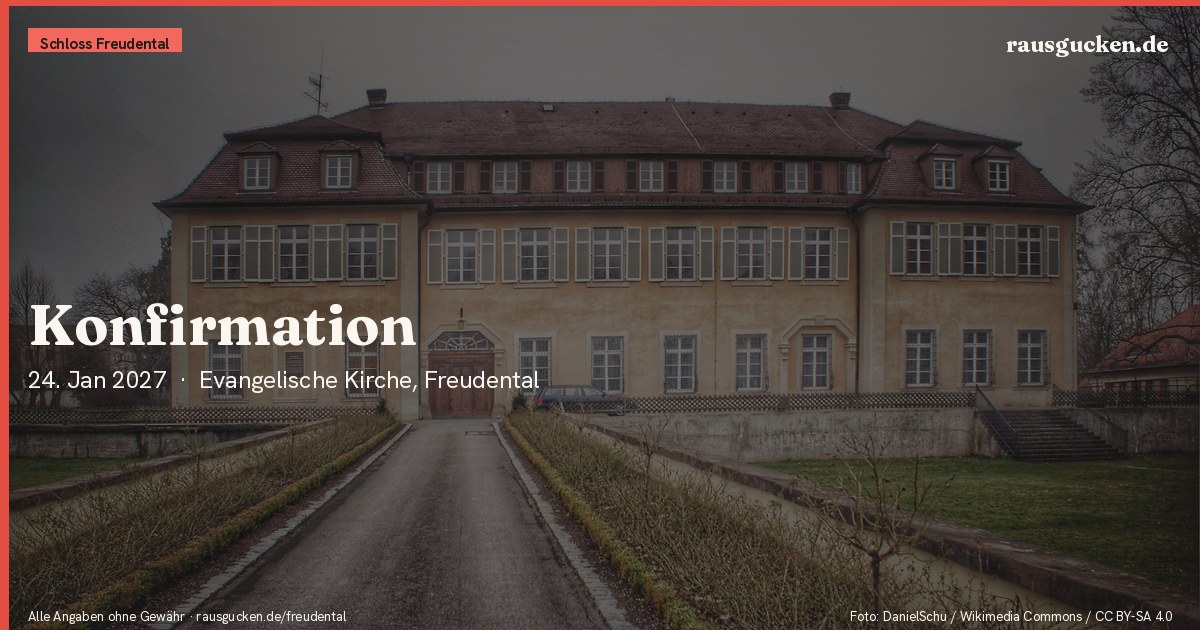 Schloss Freudental
rausgucken.de
Konfirmation
24. Jan 2027 · Evangelische Kirche, Freudental
Alle Angaben ohne Gewähr · rausgucken.de/freudental
Foto: DanielSchu / Wikimedia Commons / CC BY-SA 4.0